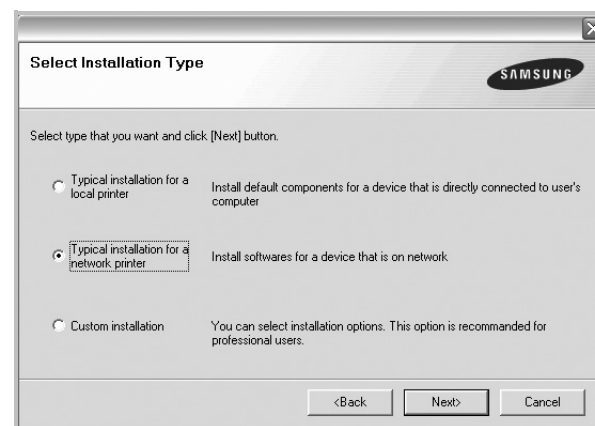 Select Installation Type
SAMSUNG
Select type that you want and click [Next] button.
Typical installation for a
local printer
Install default components for a device that is directly connected to user's
computer
Typical installation for a
network printer
Install softwares for a device that is on network
Custom installation
You can select installation options. This option is recommanded for
professional users.
<Back
Next>
Cancel